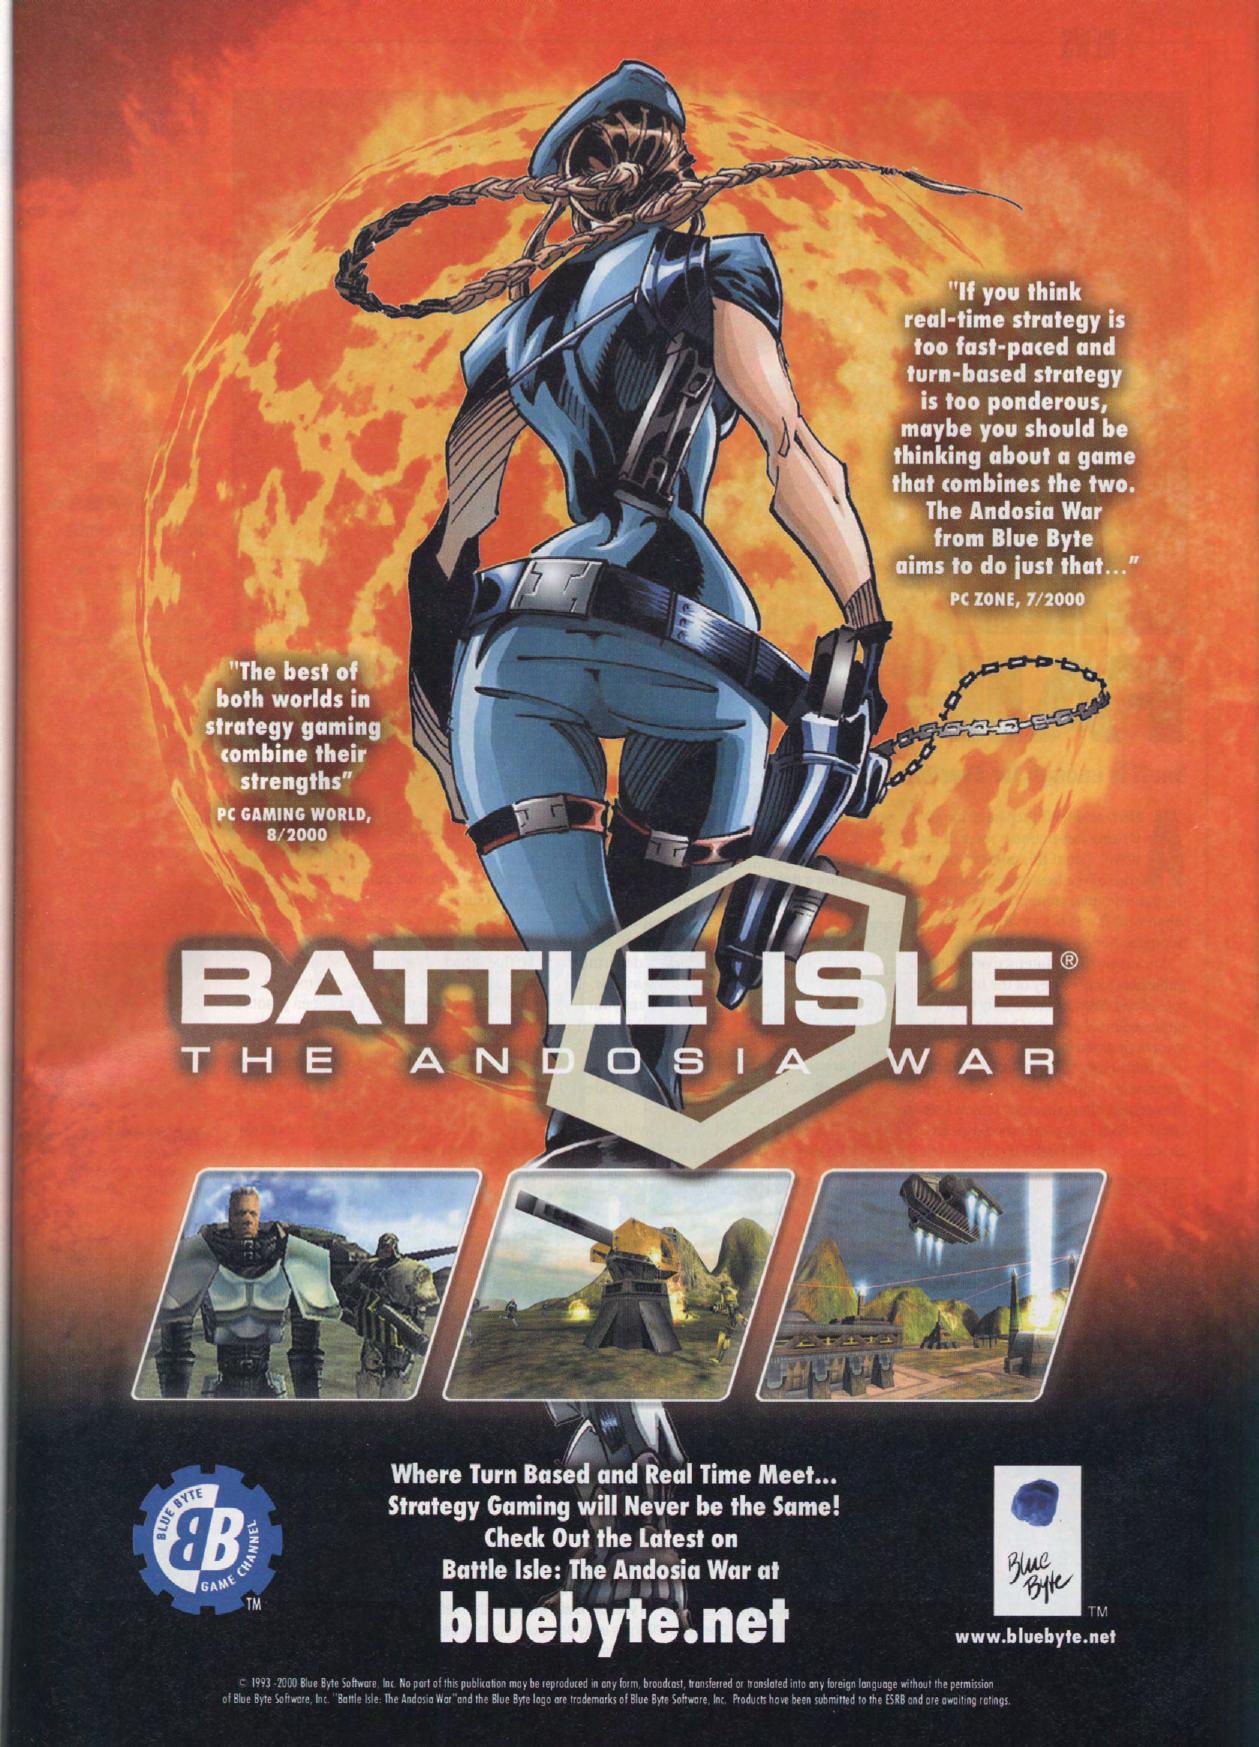 "If you think
real-time strategy is
too fast-paced and
turn-based strategy
is too ponderous,
maybe you should be
thinking about a game
that combines the two.
The Andosia War
from Blue Byte
aims to do just that..."
PC ZONE, 7/2000
"The best of
both worlds in
strategy gaming
combine their
strengths"
PC GAMING WORLD,
8/2000
BATTLE ISLE®
THE ANDOSIA WAR
Where Turn Based and Real Time Meet...
Strategy Gaming will Never be the Same!
Check Out the Latest on
Battle Isle: The Andosia War at
bluebyte.net
BLUE BYTE
BB
GAME CHANNEL
TM
Blue
Byte
TM
www.bluebyte.net
© 1993 -2000 Blue Byte Software, Inc. No part of this publication may be reproduced in any form, broadcast, transferred or translated into any foreign language without the permission
of Blue Byte Software, Inc. "Battle Isle: The Andosia War"and the Blue Byte logo are trademarks of Blue Byte Software, Inc. Products have been submitted to the ESRB and are awaiting ratings.